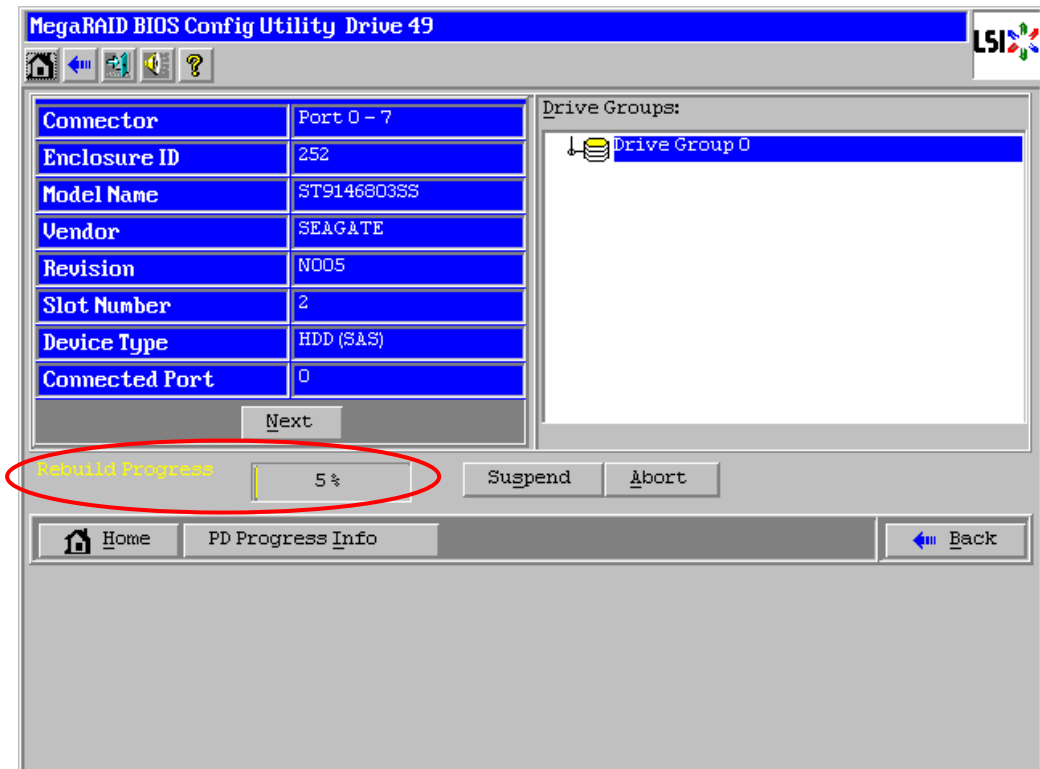 MegaRAID BIOS Config Utility Drive 49
LSI
?
Connector Port 0 - 7
Enclosure ID 252
Model Name ST9146803SS
Vendor SEAGATE
Revision N005
Slot Number 2
Device Type HDD (SAS)
Connected Port 0
Next
Drive Groups:
Drive Group 0
Rebuild Progress 5% Suspend Abort
Home PD Progress Info Back